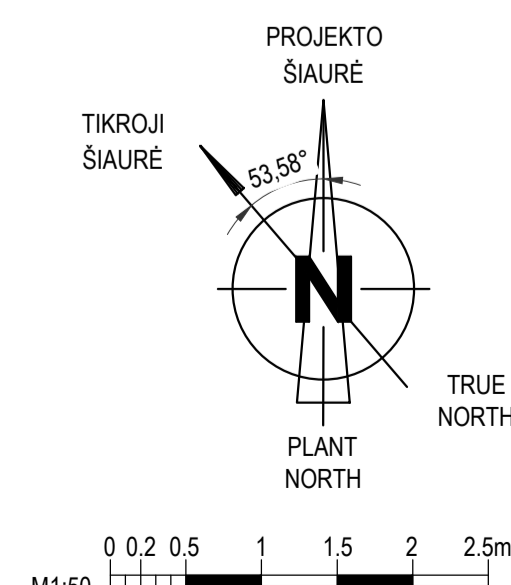 PROJEKTO
ŠIAURĖ
TIKROJI
ŠIAURĖ
53,58°
N
TRUE
NORTH
PLANT
NORTH
0 0.2 0.5 1 1.5 2 2.5m
M1:50